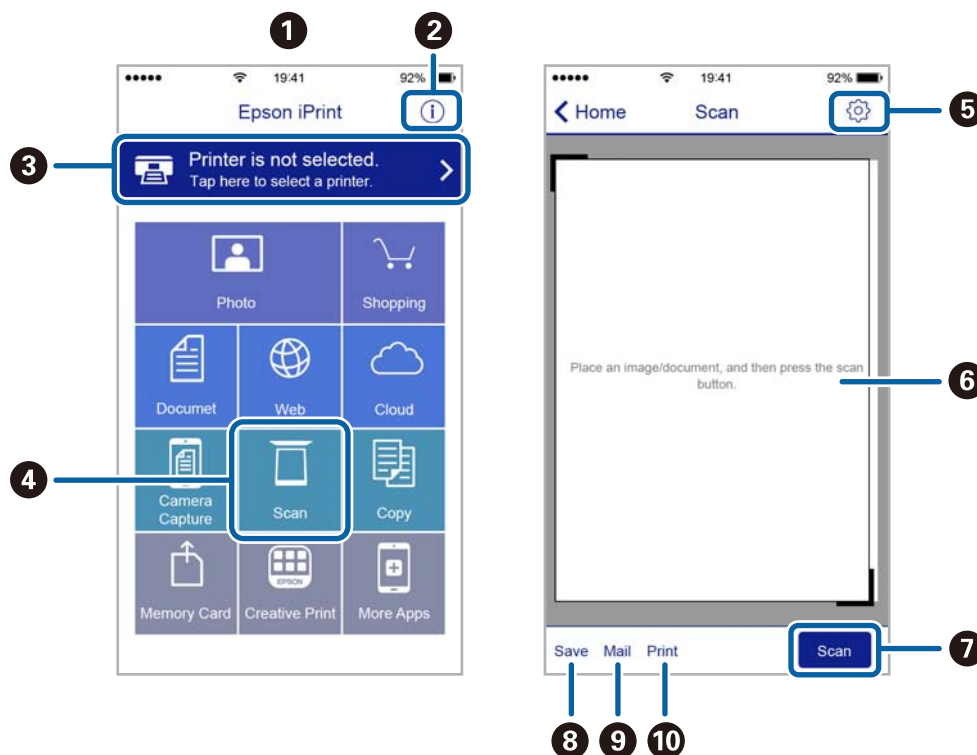 1
2
19:41
92%
Epson iPrint
i
3
Printer is not selected.
Tap here to select a printer.
Photo
Shopping
Documet
Web
Cloud
4
Camera
Capture
Scan
Copy
EPSON
Memory Card
Creative Print
More Apps
19:41
92%
Home
Scan
5
Place an image/document, and then press the scan
button.
6
Save
Mail
Print
Scan
7
8
9
10